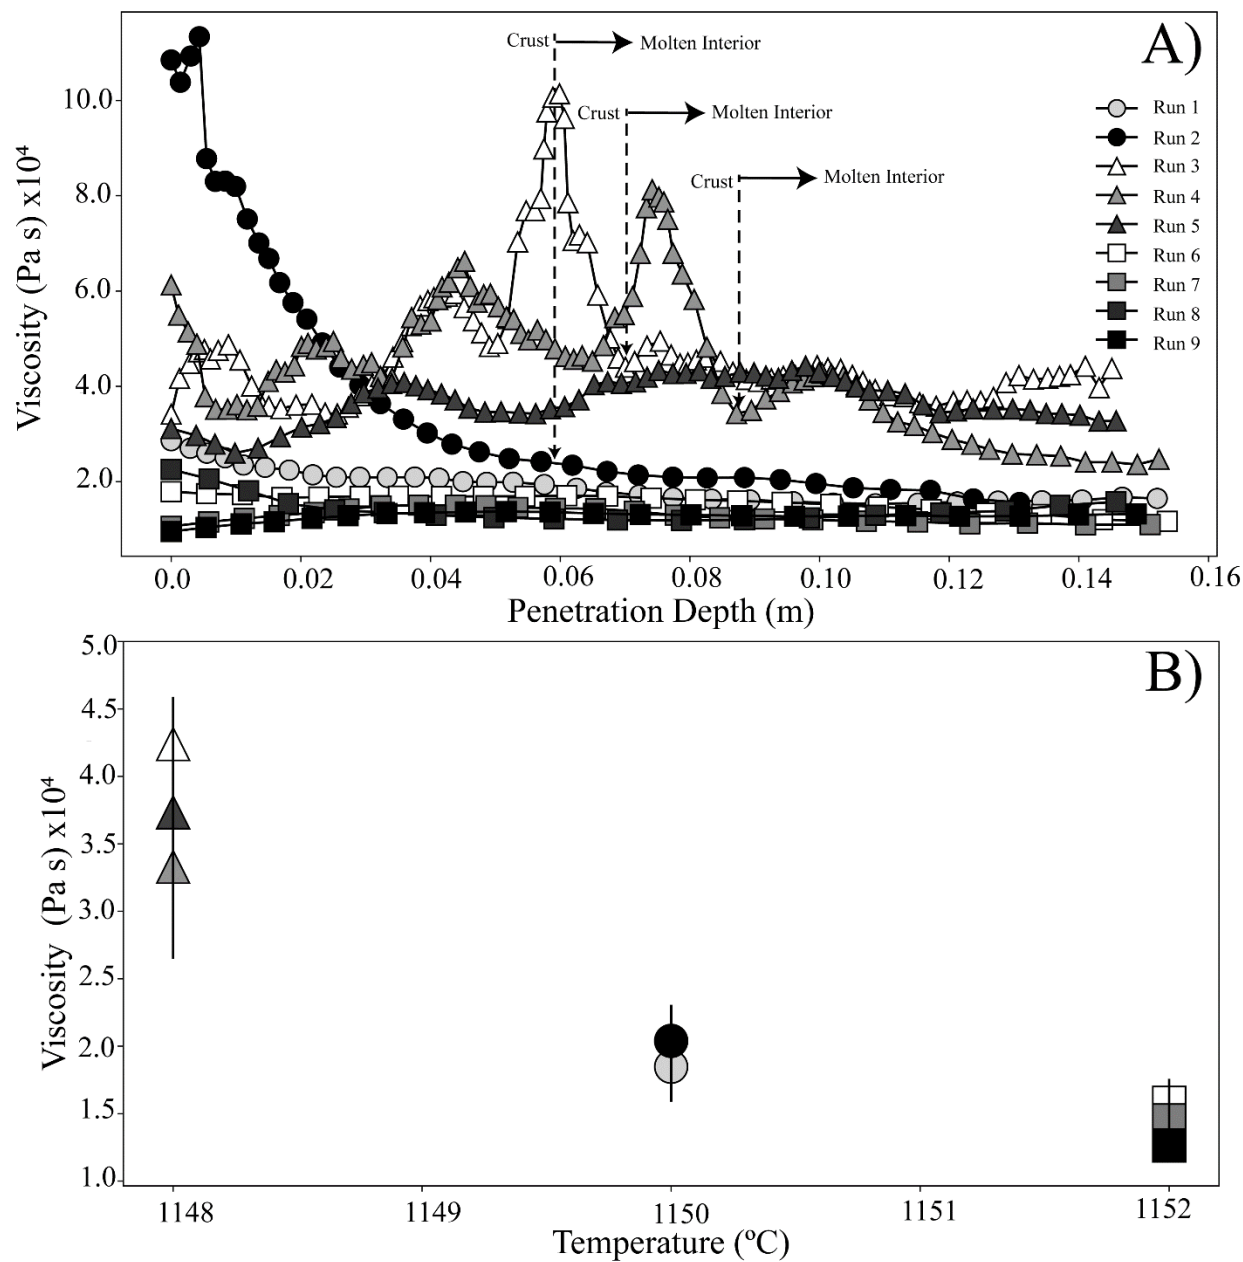 A)
Crust Molten Interior
Crust Molten Interior
Crust Molten Interior
Run 1
Run 2
Run 3
Run 4
Run 5
Run 6
Run 7
Run 8
Run 9
Viscosity (Pa s) x10⁴
10.0
8.0
6.0
4.0
2.0
0.0 0.02 0.04 0.06 0.08 0.10 0.12 0.14 0.16
Penetration Depth (m)
B)
Viscosity (Pa s) x10⁴
5.0
4.5
4.0
3.5
3.0
2.5
2.0
1.5
1.0
1148 1149 1150 1151 1152
Temperature (ºC)